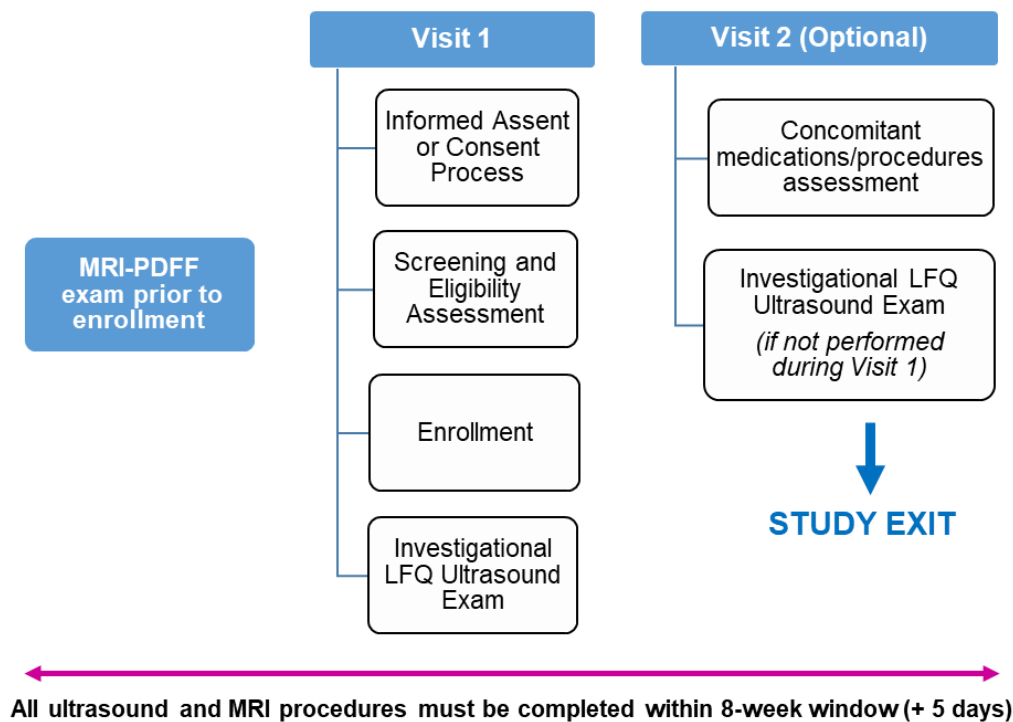 MRI-PDFF
exam prior to
enrollment
Visit 1
Informed Assent
or Consent
Process
Screening and
Eligibility
Assessment
Enrollment
Investigational
LFQ Ultrasound
Exam
Visit 2 (Optional)
Concomitant
medications/procedures
assessment
Investigational LFQ
Ultrasound Exam
(if not performed
during Visit 1)
STUDY EXIT
All ultrasound and MRI procedures must be completed within 8-week window (+ 5 days)